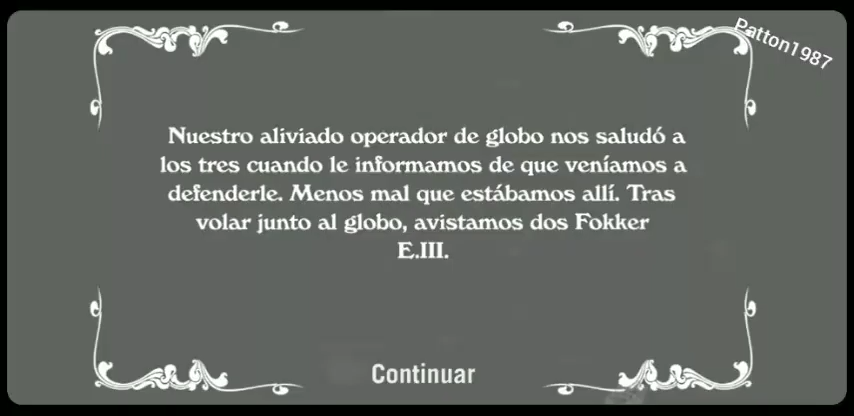 Patton1987
Nuestro aliviado operador de globo nos saludó a
los tres cuando le informamos de que veníamos a
defenderle. Menos mal que estábamos allí. Tras
volar junto al globo, avistamos dos Fokker
E.III.
Continuar